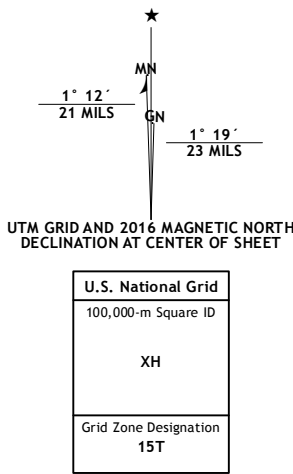 ★
MN
1° 12´
21 MILS
GN
1° 19´
23 MILS
UTM GRID AND 2016 MAGNETIC NORTH
DECLINATION AT CENTER OF SHEET
U.S. National Grid
100,000-m Square ID
XH
Grid Zone Designation
15T